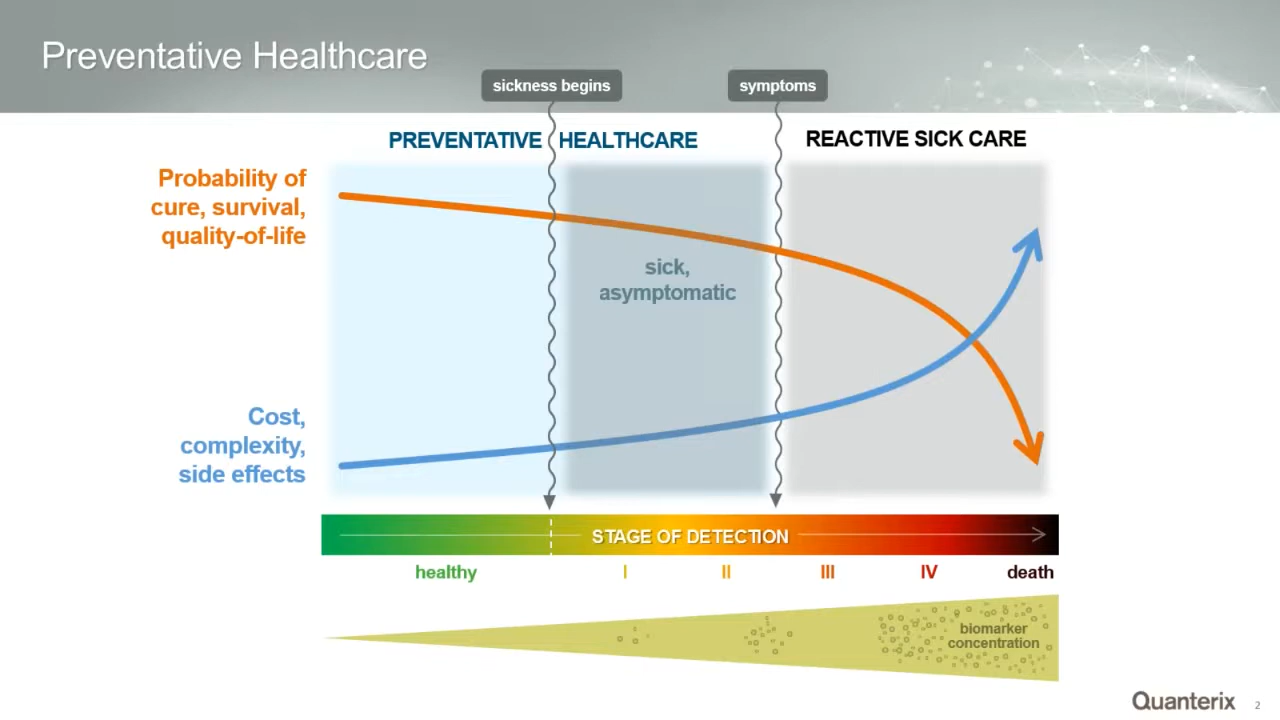 Preventative Healthcare
sickness begins
symptoms
PREVENTATIVE HEALTHCARE
REACTIVE SICK CARE
Probability of
cure, survival,
quality-of-life
sick,
asymptomatic
Cost,
complexity,
side effects
STAGE OF DETECTION
healthy
I
II
III
IV
death
biomarker
concentration
Quanterix
2